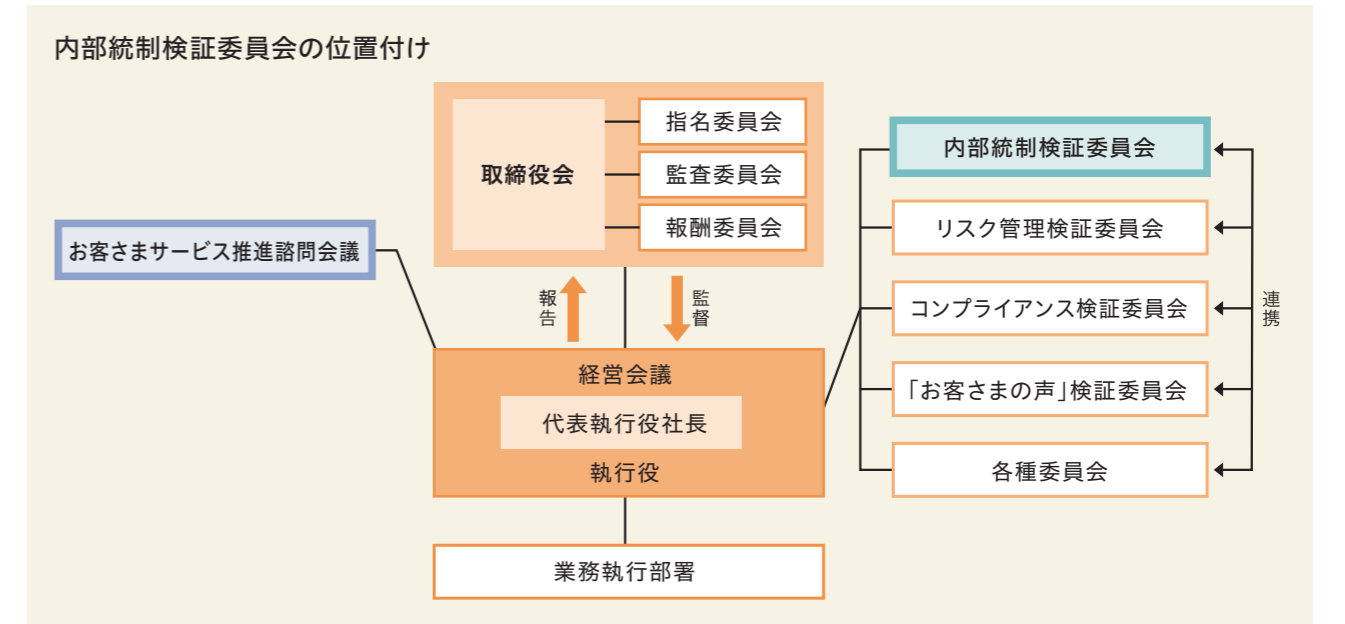 内部統制検証委員会の位置付け
取締役会
指名委員会
監査委員会
報酬委員会
お客さまサービス推進諮問会議
報告
監督
経営会議
代表執行役社長
執行役
業務執行部署
内部統制検証委員会
リスク管理検証委員会
コンプライアンス検証委員会
「お客さまの声」検証委員会
各種委員会
連携